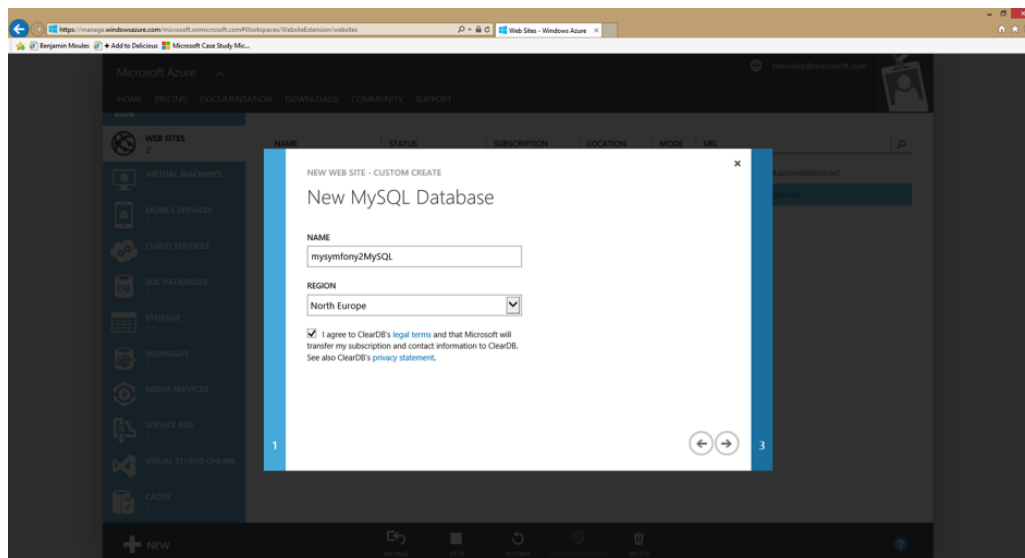 https://manage.windowsazure.com/microsoft.onmicrosoft.com#Workspaces/WebsiteExtension/websites
Web Sites - Windows Azure
Benjamin Moules
+ Add to Delicious
Microsoft Case Study Mic...
Microsoft Azure
bmoules@microsoft.com
HOME PRICING DOCUMENTATION DOWNLOADS COMMUNITY SUPPORT
WEB SITES
2
NAME STATUS SUBSCRIPTION LOCATION MODE URL
VIRTUAL MACHINES
MOBILE SERVICES
CLOUD SERVICES
SQL DATABASES
STORAGE
HDINSIGHT
MEDIA SERVICES
SERVICE BUS
VISUAL STUDIO ONLINE
CACHE
NEW WEB SITE - CUSTOM CREATE
New MySQL Database
NAME
mysymfony2MySQL
REGION
North Europe
I agree to ClearDB's legal terms and that Microsoft will
transfer my subscription and contact information to ClearDB.
See also ClearDB's privacy statement.
1
3
.azurewebsites.net
NEW
BROWSE STOP RESTART DELETE